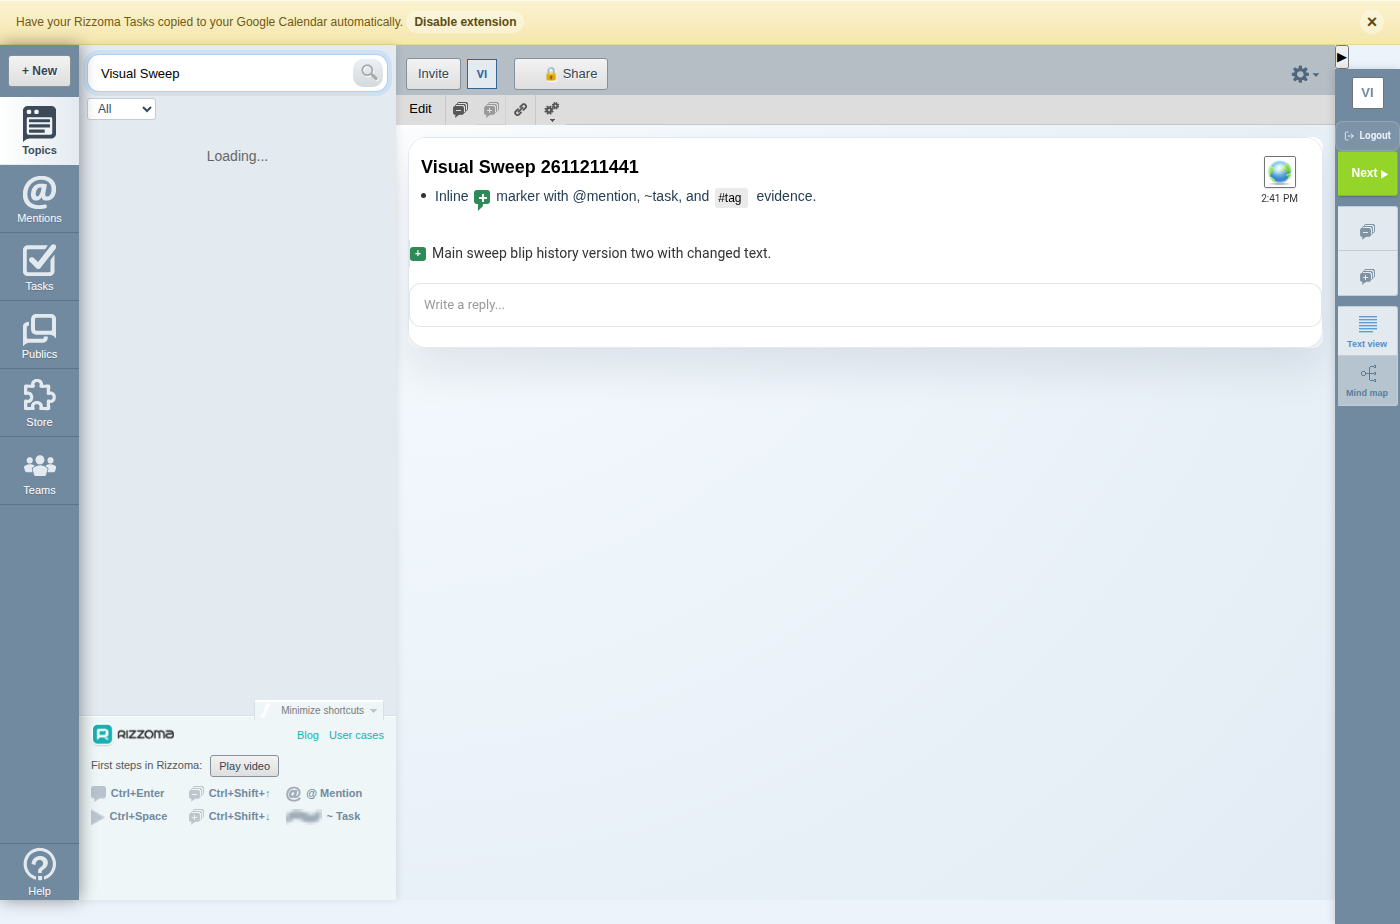 Have your Rizzoma Tasks copied to your Google Calendar automatically. Disable extension ×
+ New
Topics
Mentions
Tasks
Publics
Store
Teams
Help
Visual Sweep
All
Loading...
Minimize shortcuts
RIZZOMA
Blog User cases
First steps in Rizzoma: Play video
Ctrl+Enter Ctrl+Shift+↑ @ Mention
Ctrl+Space Ctrl+Shift+↓ ~ Task
Invite VI 🔒 Share
Edit
Visual Sweep 2611211441
• Inline + marker with @mention, ~task, and #tag evidence.
2:41 PM
+ Main sweep blip history version two with changed text.
Write a reply...
▶
VI
Logout
Next ▶
Text view
Mind map